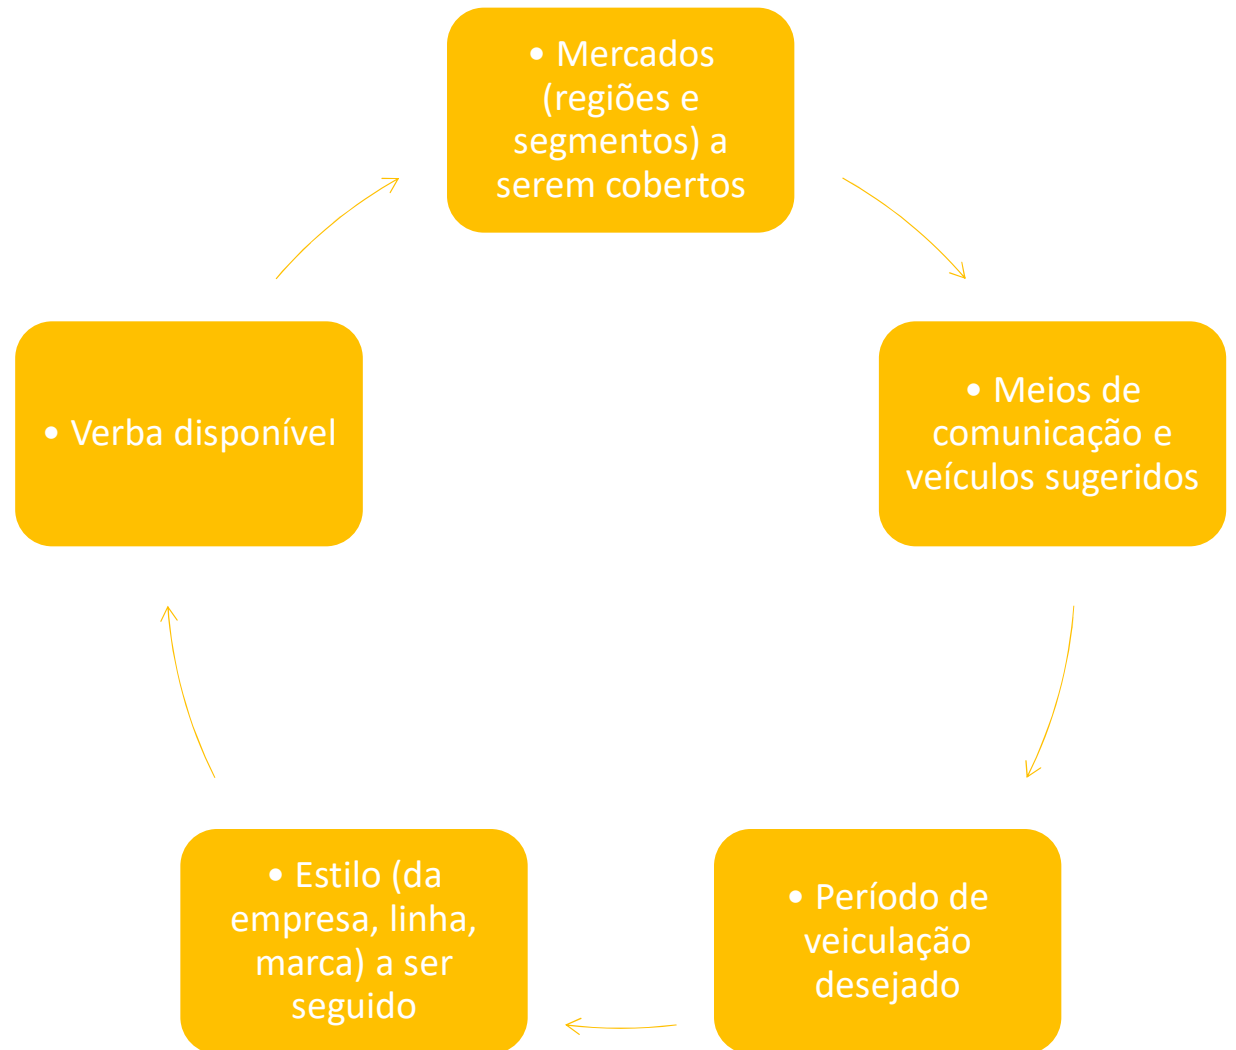 • Mercados
(regiões e
segmentos) a
serem cobertos
• Meios de
comunicação e
veículos sugeridos
• Período de
veiculação
desejado
• Estilo (da
empresa, linha,
marca) a ser
seguido
• Verba disponível